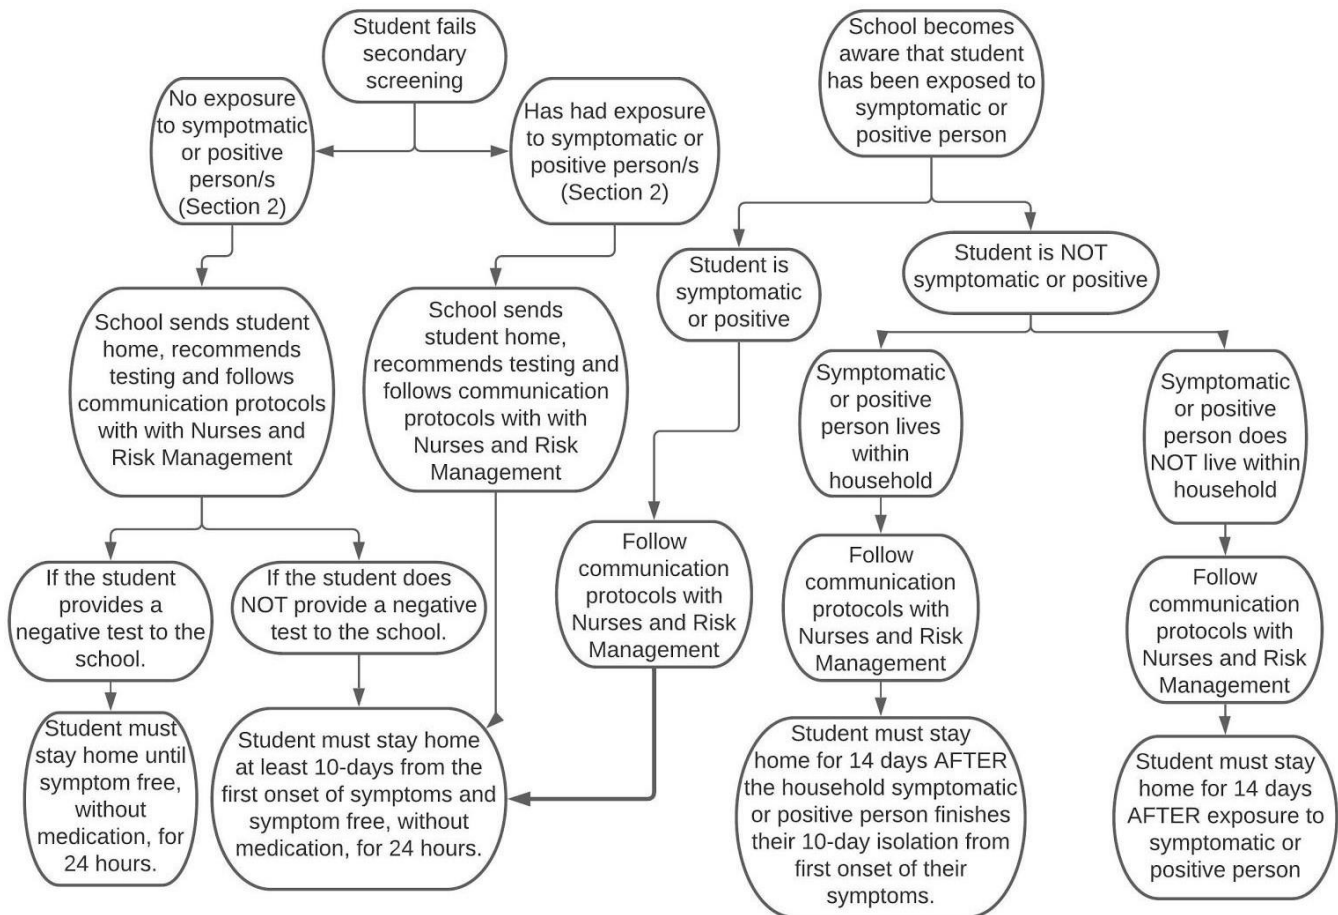 Student fails
secondary
screening
School becomes
aware that student
has been exposed to
symptomatic or
positive person
No exposure
to sympotmatic
or positive
person/s
(Section 2)
Has had exposure
to symptomatic or
positive person/s
(Section 2)
Student is
symptomatic
or positive
Student is NOT
symptomatic or positive
School sends student
home, recommends
testing and follows
communication protocols
with with Nurses and
Risk Management
School sends
student home,
recommends testing and
follows communication
protocols with with
Nurses and Risk
Management
Symptomatic
or positive
person lives
within
household
Symptomatic
or positive
person does
NOT live within
household
If the student
provides a
negative test to the
school.
If the student does
NOT provide a negative
test to the school.
Follow
communication
protocols with
Nurses and Risk
Management
Follow
communication
protocols with
Nurses and Risk
Management
Follow
communication
protocols with
Nurses and Risk
Management
Student must
stay home until
symptom free,
without
medication, for
24 hours.
Student must stay home
at least 10-days from the
first onset of symptoms and
symptom free, without
medication, for 24 hours.
Student must stay
home for 14 days AFTER
the household symptomatic
or positive person finishes
their 10-day isolation from
first onset of their
symptoms.
Student must stay
home for 14 days
AFTER exposure to
symptomatic or
positive person